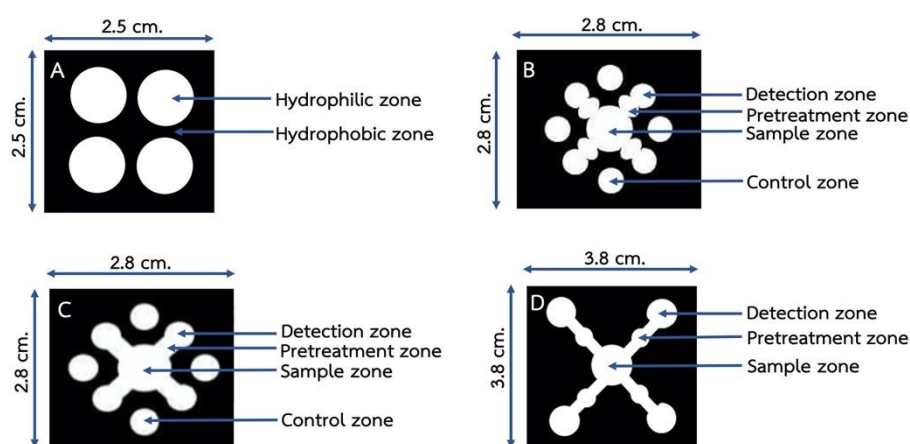 2.5 cm.
2.5 cm.
A
Hydrophilic zone
Hydrophobic zone
2.8 cm.
2.8 cm.
B
Detection zone
Pretreatment zone
Sample zone
Control zone
2.8 cm.
2.8 cm.
C
Detection zone
Pretreatment zone
Sample zone
Control zone
3.8 cm.
3.8 cm.
D
Detection zone
Pretreatment zone
Sample zone